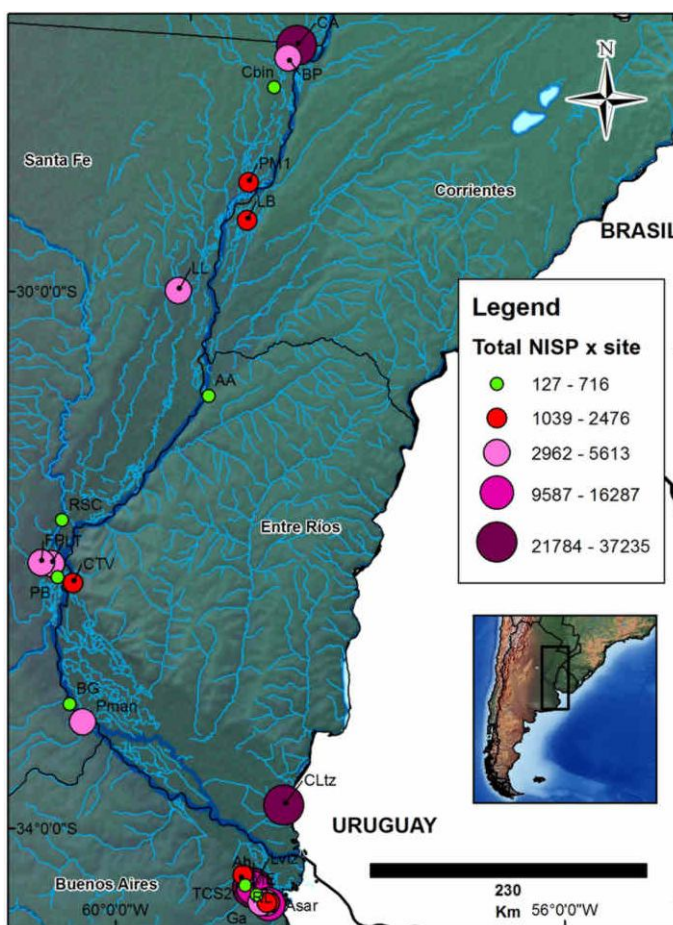 CA
N
Cbin
BP
Santa Fe
PM1
Corrientes
LB
BRASIL
LL
30°0'0"S
Legend
Total NISP x site
127 - 716
1039 - 2476
2962 - 5613
9587 - 16287
21784 - 37235
AA
RSC
Entre Ríos
CTV
PB
BG
Pman
CLtz
34°0'0"S
URUGUAY
Buenos Aires
TCS2
Asar
Ga
230
Km
60°0'0"W
56°0'0"W